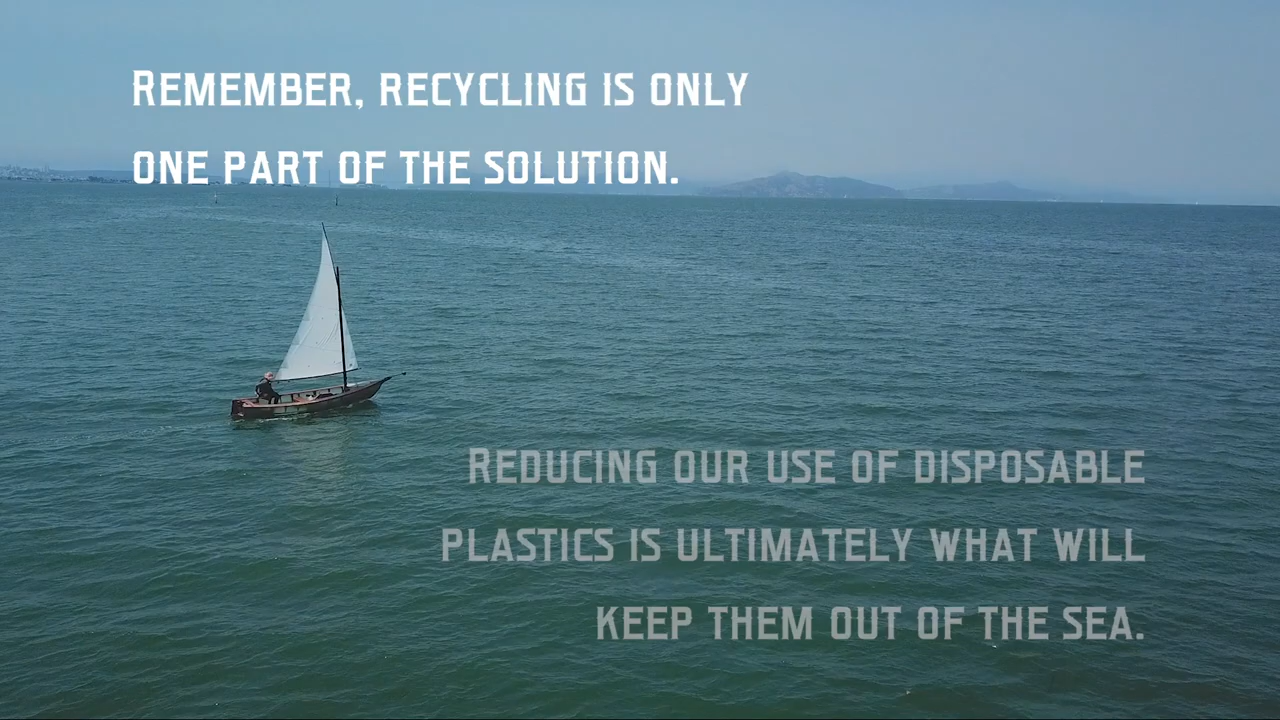 Remember, recycling is only
one part of the solution.
Reducing our use of disposable
plastics is ultimately what will
keep them out of the sea.